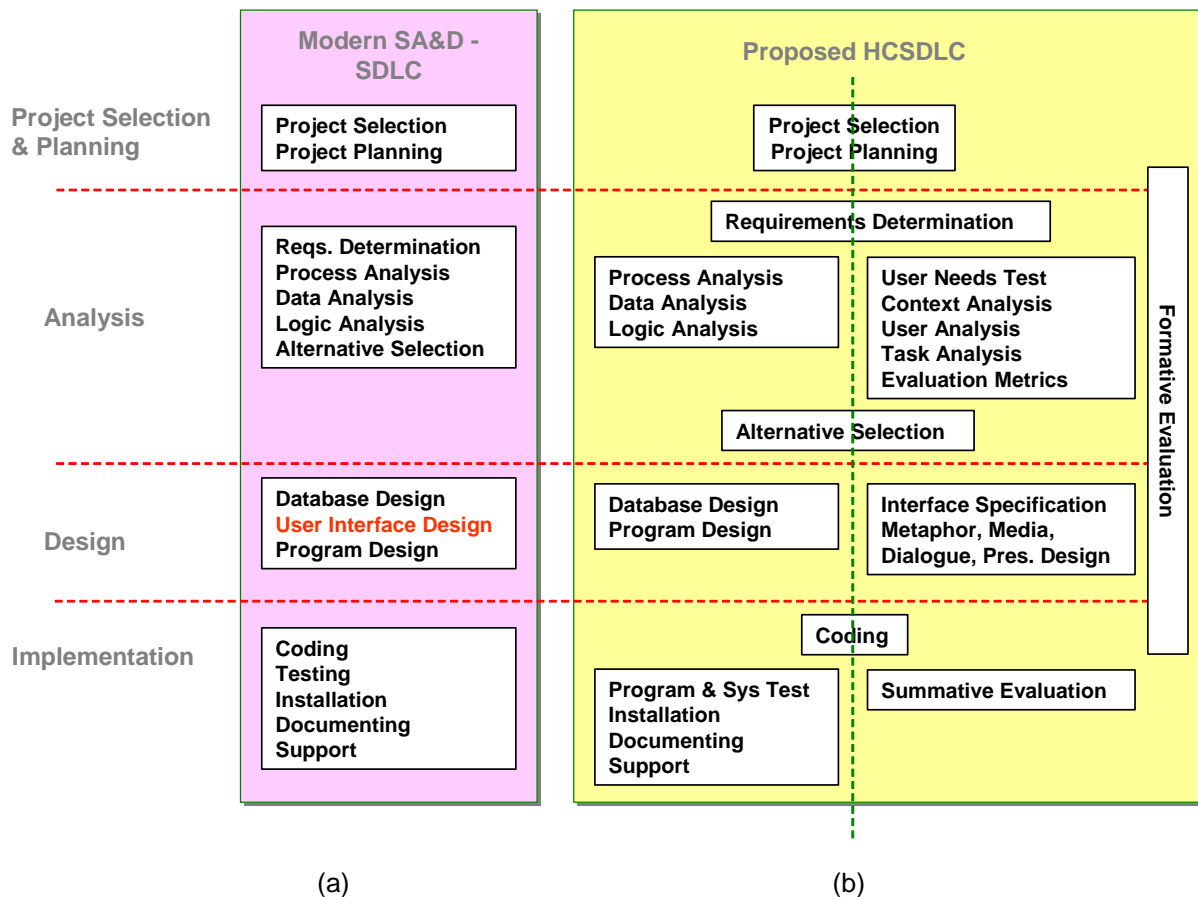 Modern SA&D -
SDLC
Proposed HCSDLC
Project Selection
& Planning
Project Selection
Project Planning
Project Selection
Project Planning
Analysis
Reqs. Determination
Process Analysis
Data Analysis
Logic Analysis
Alternative Selection
Requirements Determination
Process Analysis
Data Analysis
Logic Analysis
User Needs Test
Context Analysis
User Analysis
Task Analysis
Evaluation Metrics
Alternative Selection
Formative Evaluation
Design
Database Design
User Interface Design
Program Design
Database Design
Program Design
Interface Specification
Metaphor, Media,
Dialogue, Pres. Design
Implementation
Coding
Testing
Installation
Documenting
Support
Coding
Program & Sys Test
Installation
Documenting
Support
Summative Evaluation
(a)
(b)